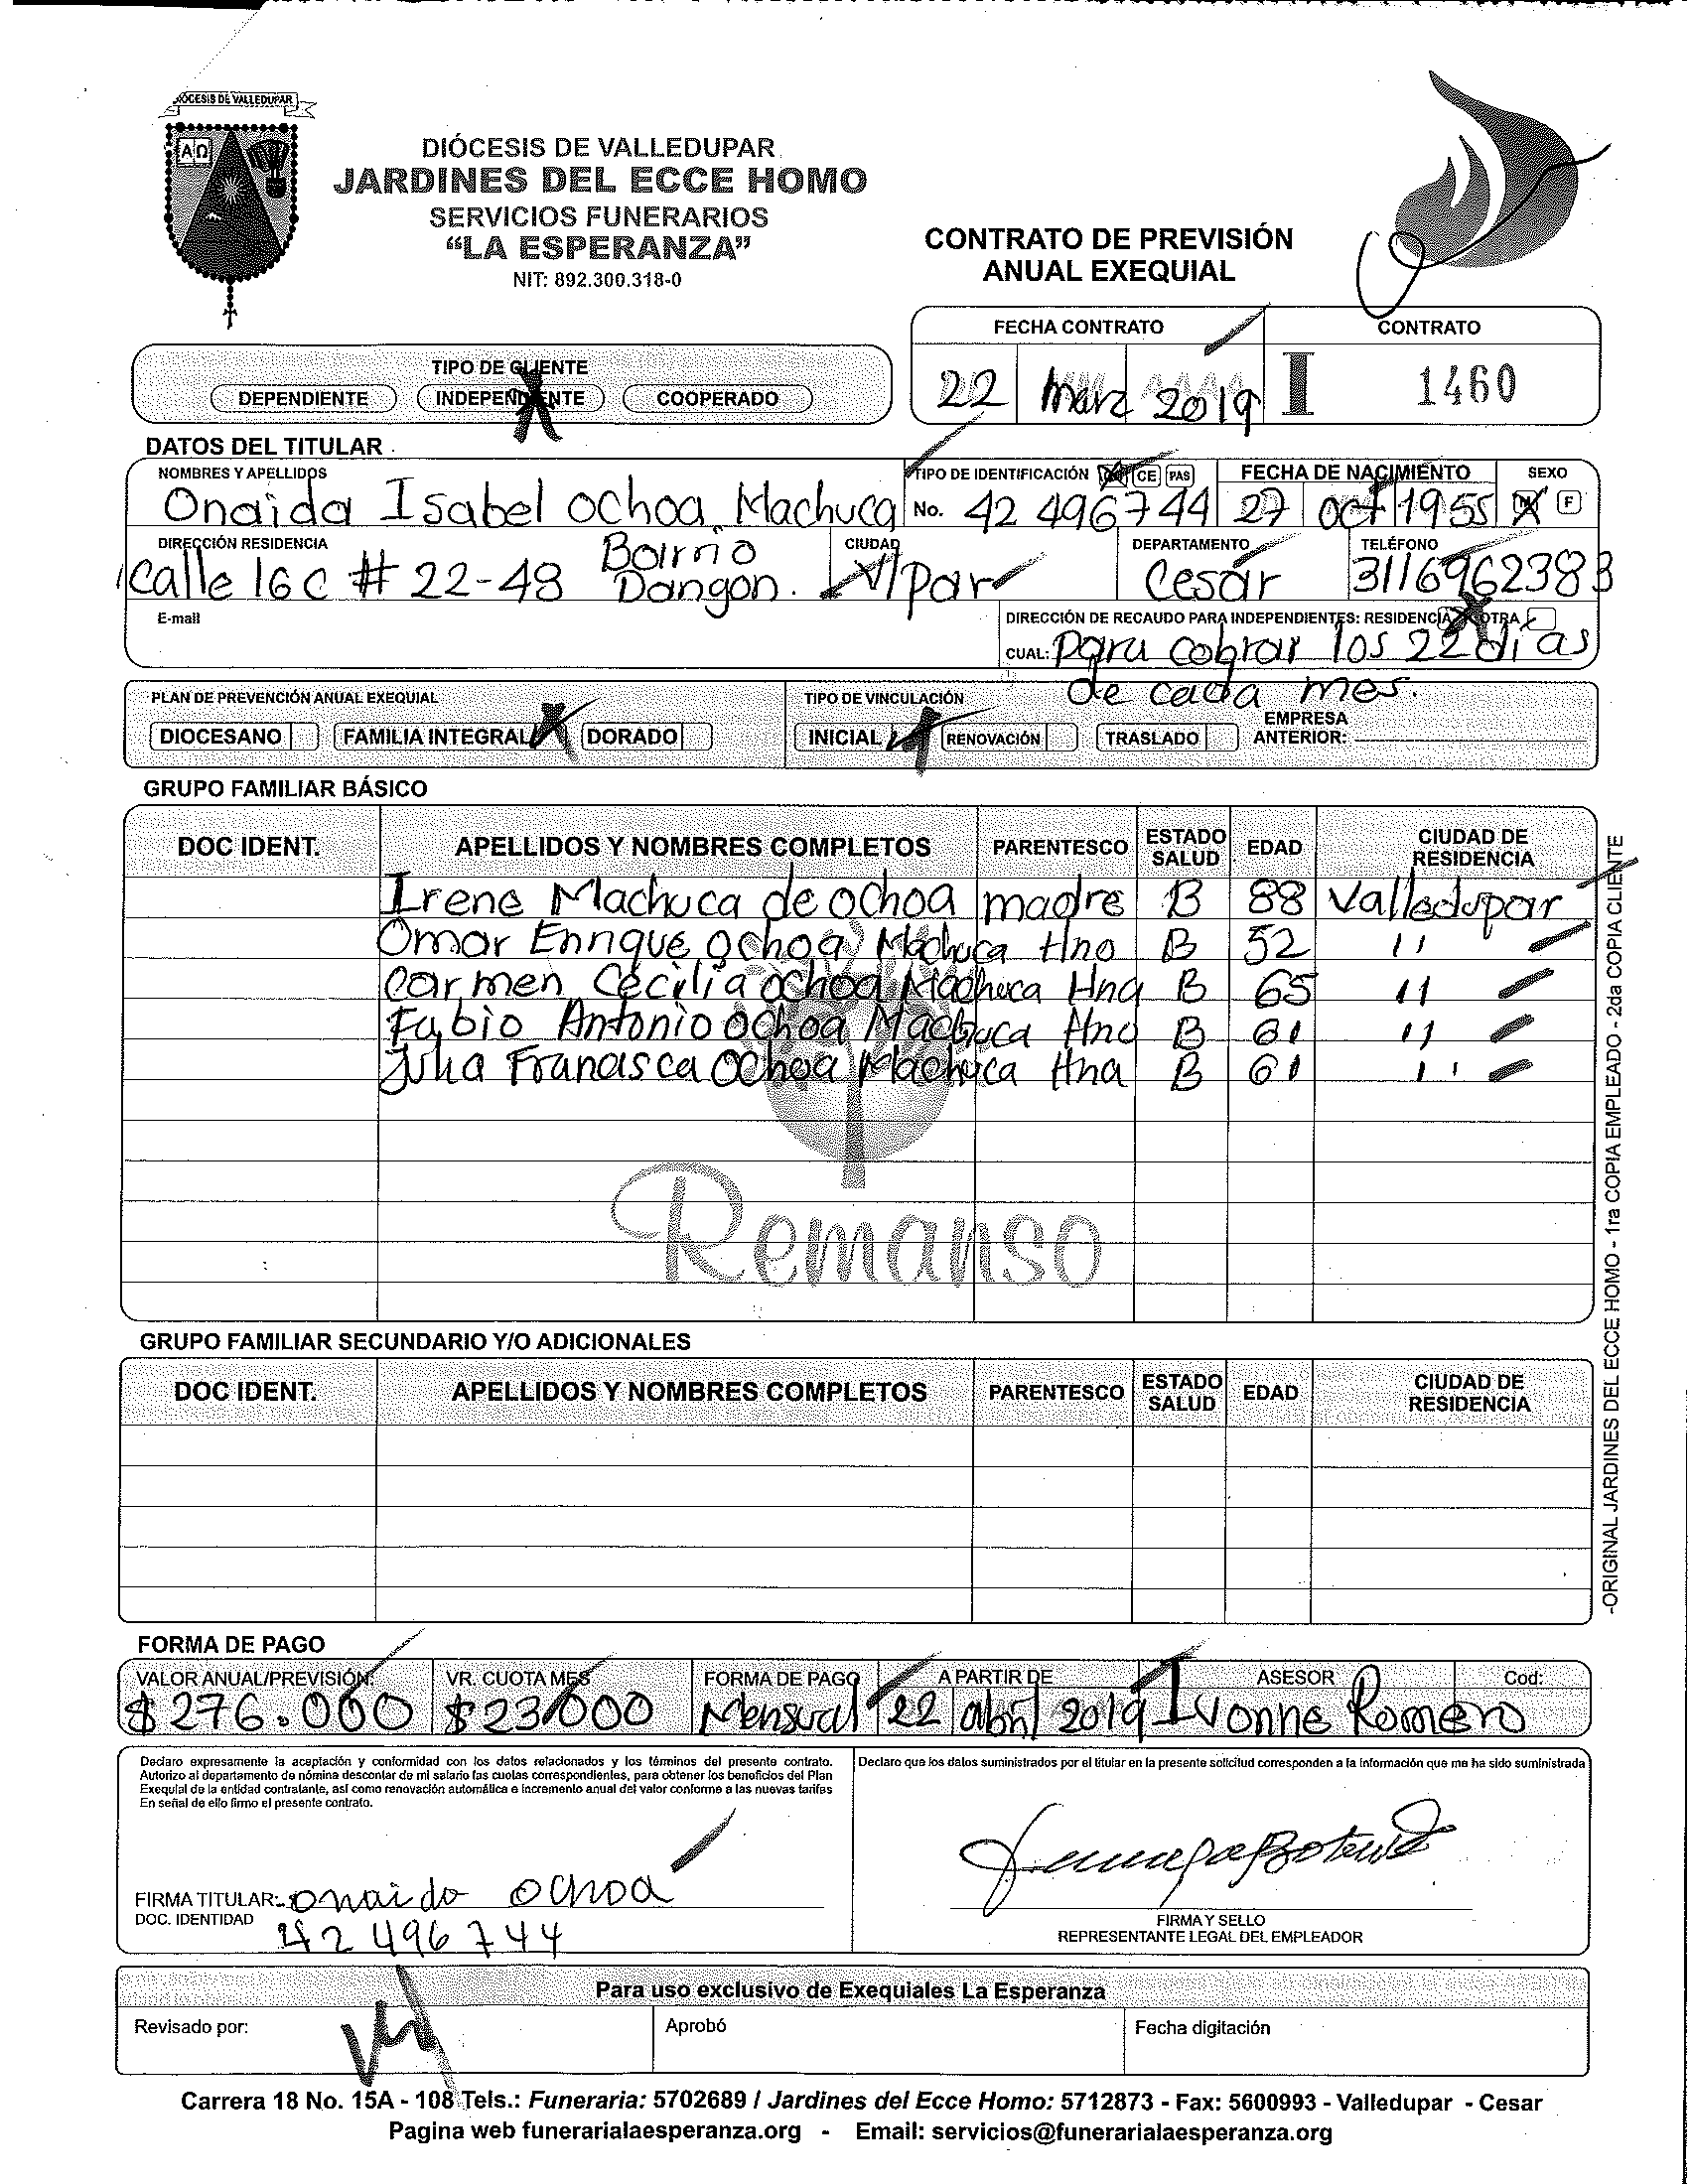 DIÓCESIS DE VALLEDUPAR
ΑΩ
DIÓCESIS DE VALLEDUPAR
JARDINES DEL ECCE HOMO
SERVICIOS FUNERARIOS
“LA ESPERANZA”
NIT: 892.300.318-0
CONTRATO DE PREVISIÓN
ANUAL EXEQUIAL
FECHA CONTRATO CONTRATO
22 Marz 2019 I 1460
TIPO DE CLIENTE
DEPENDIENTE INDEPENDIENTE X COOPERADO
DATOS DEL TITULAR
NOMBRES Y APELLIDOS TIPO DE IDENTIFICACIÓN CE PAS FECHA DE NACIMIENTO SEXO
Onaida Isabel Ochoa Machuca No. 42 496744 27 oct 1955 M X F
DIRECCIÓN RESIDENCIA CIUDAD DEPARTAMENTO TELÉFONO
calle 16 C # 22-48 Barrio Dangon. V/par Cesar 3116962383
E-mail DIRECCIÓN DE RECAUDO PARA INDEPENDIENTES: RESIDENCIA X OTRA
CUAL: para cobrar los 22 dias
de cada mes.
PLAN DE PREVENCIÓN ANUAL EXEQUIAL TIPO DE VINCULACIÓN
DIOCESANO FAMILIA INTEGRAL X DORADO INICIAL X RENOVACIÓN TRASLADO EMPRESA ANTERIOR:
GRUPO FAMILIAR BÁSICO
DOC IDENT. APELLIDOS Y NOMBRES COMPLETOS PARENTESCO ESTADO SALUD EDAD CIUDAD DE RESIDENCIA
Irene Machuca de ochoa madre B 88 Valledupar
Omar Enrique ochoa Machuca Hno B 52 11
Carmen Cecilia ochoa Machuca Hna B 65 11
Fabio Antonio ochoa Machuca Hno B 61 11
Julia Francisca Ochoa Machuca Hna B 61 11
Remanso
GRUPO FAMILIAR SECUNDARIO Y/O ADICIONALES
DOC IDENT. APELLIDOS Y NOMBRES COMPLETOS PARENTESCO ESTADO SALUD EDAD CIUDAD DE RESIDENCIA
-ORIGINAL JARDINES DEL ECCE HOMO - 1ra COPIA EMPLEADO - 2da COPIA CLIENTE
FORMA DE PAGO
VALOR ANUAL/PREVISIÓN: VR. CUOTA MES FORMA DE PAGO A PARTIR DE ASESOR Cod:
$ 276.000 $23.000 Mensual 22 abril 2019 Ivonne Romero
Declaro expresamente la aceptación y conformidad con los datos relacionados y los términos del presente contrato.
Autorizo al departamento de nómina descontar de mi salario las cuotas correspondientes, para obtener los beneficios del Plan
Exequial de la entidad contratante, así como renovación automática e incremento anual del valor conforme a las nuevas tarifas
En señal de ello firmo el presente contrato.
Declaro que los datos suministrados por el titular en la presente solicitud corresponden a la información que me ha sido suministrada
FIRMA TITULAR: onaida ochoa
DOC. IDENTIDAD 42 496744
FIRMA Y SELLO
REPRESENTANTE LEGAL DEL EMPLEADOR
Para uso exclusivo de Exequiales La Esperanza
Revisado por: Aprobó Fecha digitación
Carrera 18 No. 15A - 108 Tels.: Funeraria: 5702689 / Jardines del Ecce Homo: 5712873 - Fax: 5600993 - Valledupar - Cesar
Pagina web funerarialaesperanza.org - Email: servicios@funerarialaesperanza.org